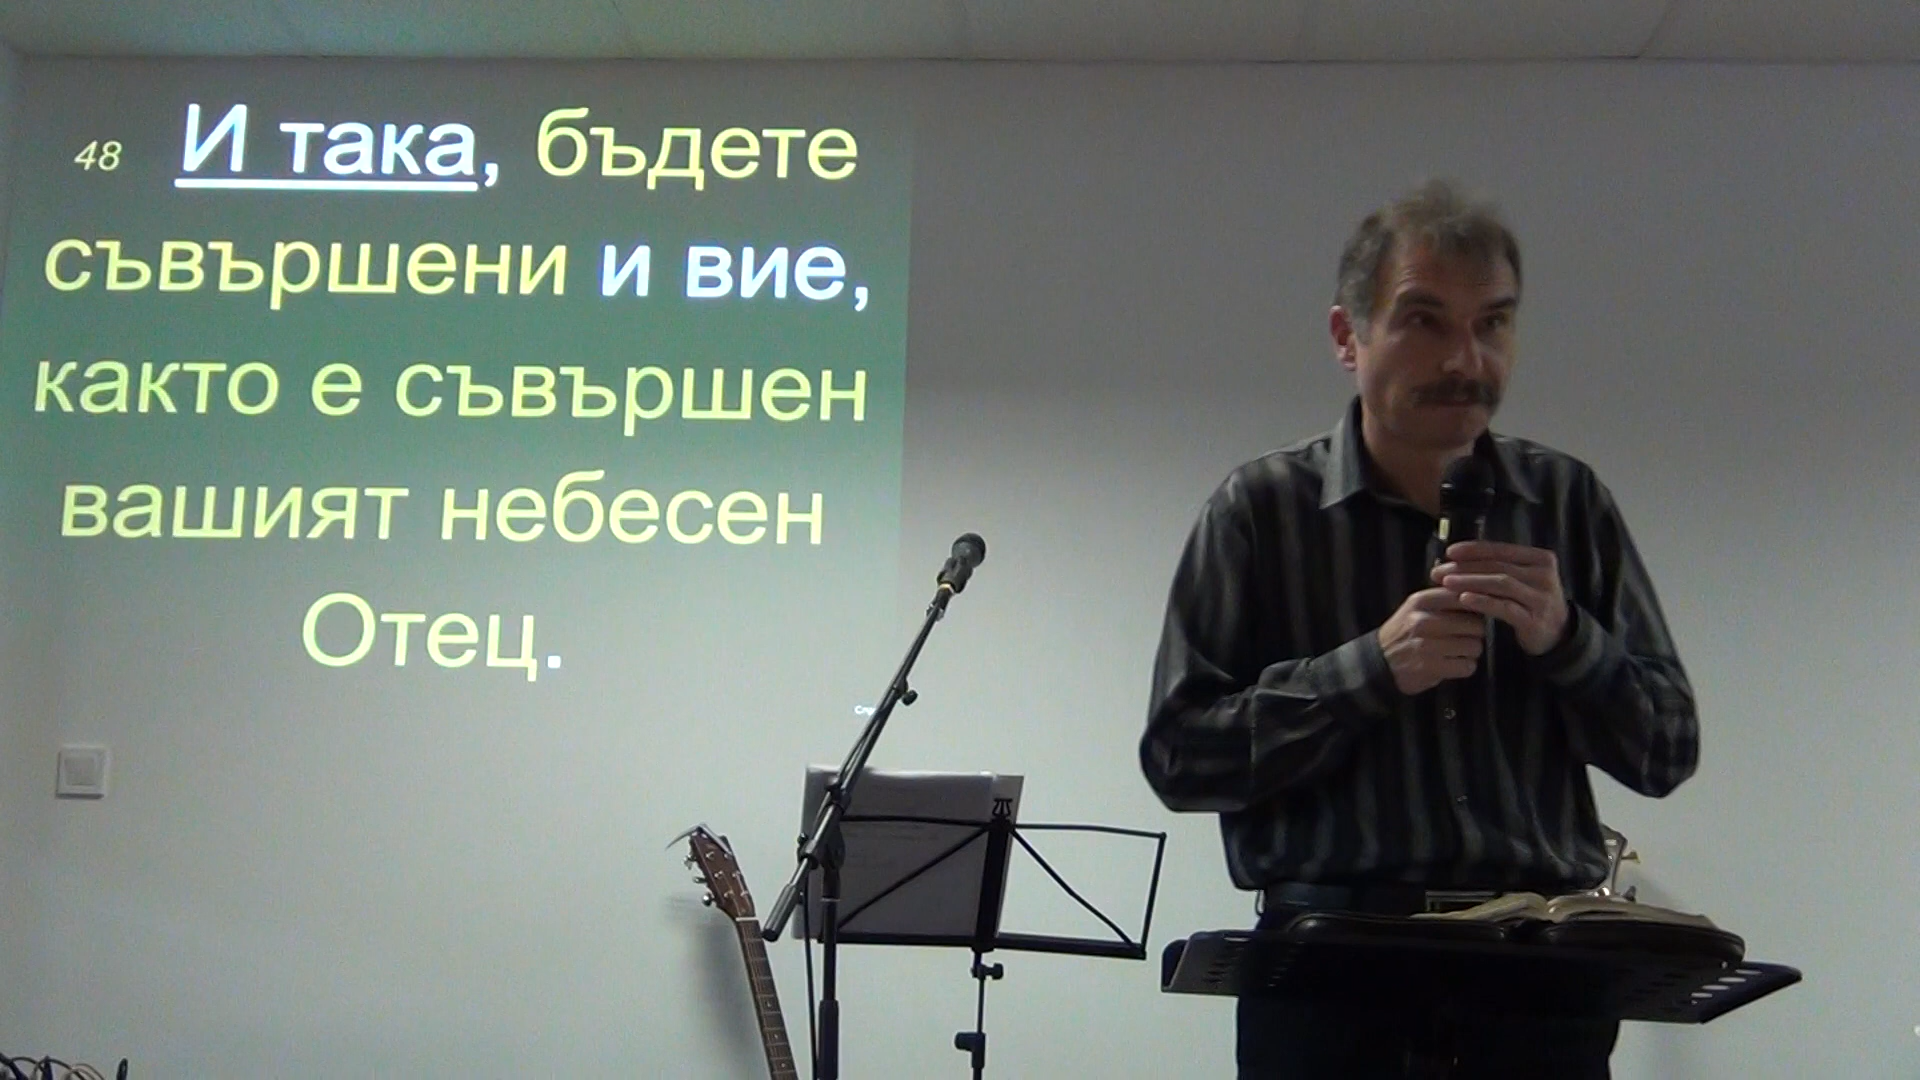 48 И така, бъдете
съвършени и вие,
както е съвършен
вашият небесен
Отец.